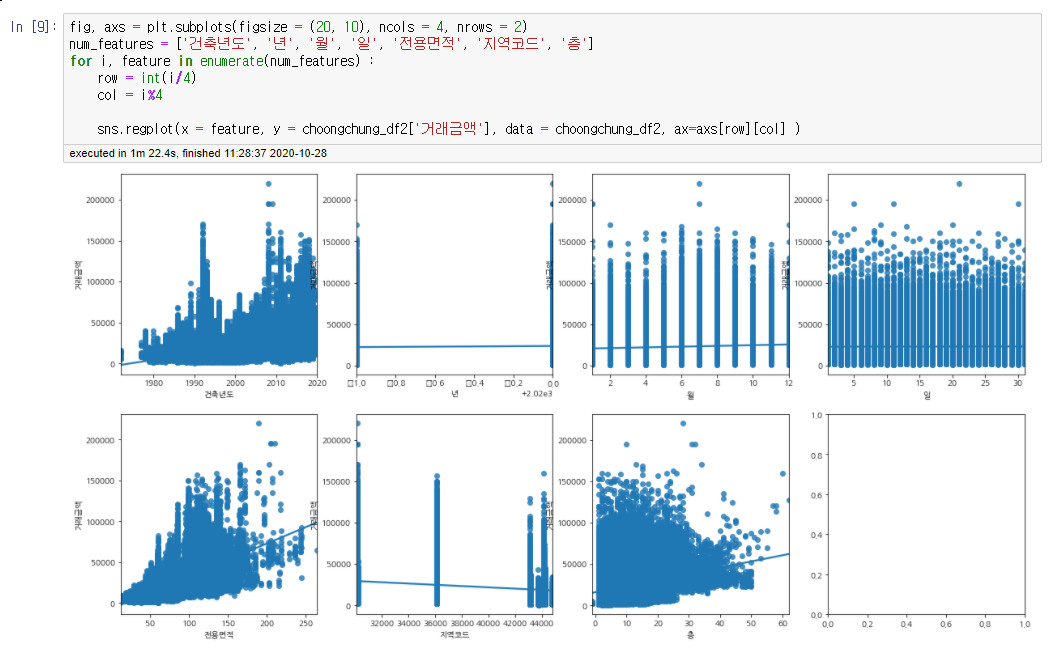 In [9]:
fig, axs = plt.subplots(figsize = (20, 10), ncols = 4, nrows = 2)
num_features = ['건축년도', '년', '월', '일', '전용면적', '지역코드', '층']
for i, feature in enumerate(num_features) :
    row = int(i/4)
    col = i%4
    sns.regplot(x = feature, y = choongchung_df2['거래금액'], data = choongchung_df2, ax=axs[row][col] )
executed in 1m 22.4s, finished 11:28:37 2020-10-28
200000
150000
100000
50000
0
거래금액
1980 1990 2000 2010 2020
건축년도
200000
150000
100000
50000
0
거래금액
□1.0 □0.8 □0.6 □0.4 □0.2 0.0
+2.02e3
년
200000
150000
100000
50000
0
거래금액
2 4 6 8 10 12
월
200000
150000
100000
50000
0
거래금액
5 10 15 20 25 30
일
200000
150000
100000
50000
0
거래금액
50 100 150 200 250
전용면적
200000
150000
100000
50000
0
거래금액
32000 34000 36000 38000 40000 42000 44000
지역코드
200000
150000
100000
50000
0
거래금액
0 10 20 30 40 50 60
층
1.0
0.8
0.6
0.4
0.2
0.0
0.0 0.2 0.4 0.6 0.8 1.0